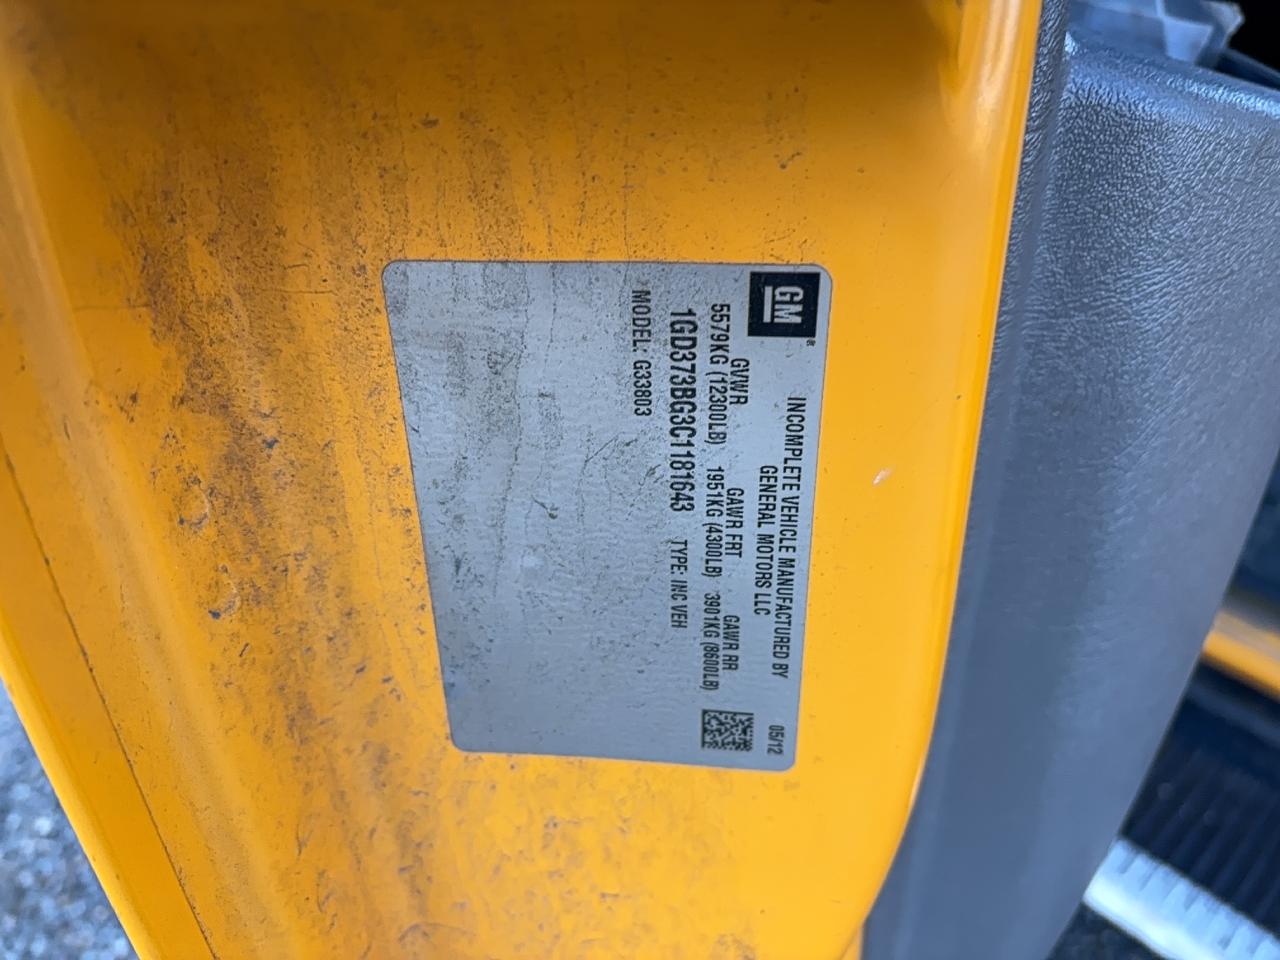 GM®
INCOMPLETE VEHICLE MANUFACTURED BY
GENERAL MOTORS LLC
05/12
GVWR GAWR FRT GAWR RR
5579KG (12300LB) 1951KG (4300LB) 3901KG (8600LB)
1GD373BG3C1181643 TYPE: INC VEH
MODEL: G33803